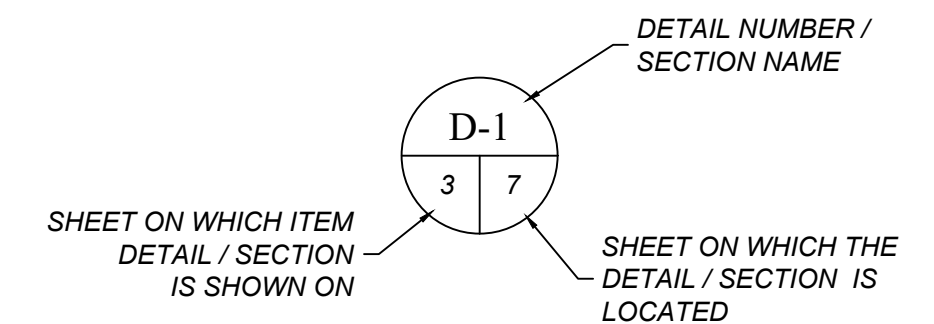 DETAIL NUMBER /
SECTION NAME
D-1
3
7
SHEET ON WHICH ITEM
DETAIL / SECTION
IS SHOWN ON
SHEET ON WHICH THE
DETAIL / SECTION IS
LOCATED